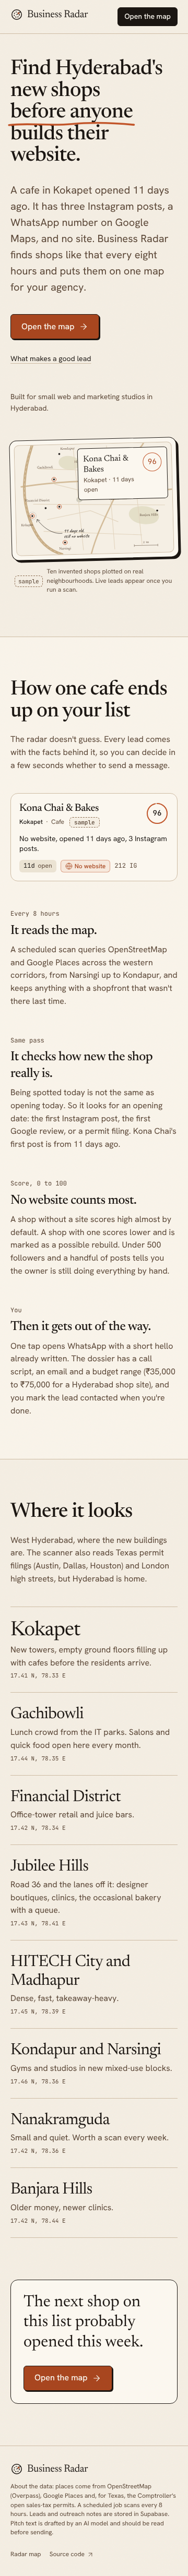 Business Radar
Open the map
Find Hyderabad's
new shops
before anyone
builds their
website.
A cafe in Kokapet opened 11 days
ago. It has three Instagram posts, a
WhatsApp number on Google
Maps, and no site. Business Radar
finds shops like that every eight
hours and puts them on one map
for your agency.
Open the map
What makes a good lead
Built for small web and marketing studios in
Hyderabad.
Kona Chai &
Bakes
Kokapet · 11 days
open
96
11 days old,
still no website
sample
Ten invented shops plotted on real
neighbourhoods. Live leads appear once you
run a scan.
How one cafe ends
up on your list
The radar doesn't guess. Every lead comes
with the facts behind it, so you can decide in
a few seconds whether to send a message.
Kona Chai & Bakes
96
Kokapet · Cafe sample
No website, opened 11 days ago, 3 Instagram
posts.
11d open No website 212 IG
Every 8 hours
It reads the map.
A scheduled scan queries OpenStreetMap
and Google Places across the western
corridors, from Narsingi up to Kondapur, and
keeps anything with a shopfront that wasn't
there last time.
Same pass
It checks how new the shop
really is.
Being spotted today is not the same as
opening today. So it looks for an opening
date: the first Instagram post, the first
Google review, or a permit filing. Kona Chai's
first post is from 11 days ago.
Score, 0 to 100
No website counts most.
A shop without a site scores high almost by
default. A shop with one scores lower and is
marked as a possible rebuild. Under 500
followers and a handful of posts tells you
the owner is still doing everything by hand.
You
Then it gets out of the way.
One tap opens WhatsApp with a short hello
already written. The dossier has a call
script, an email and a budget range (₹35,000
to ₹75,000 for a Hyderabad shop site), and
you mark the lead contacted when you're
done.
Where it looks
West Hyderabad, where the new buildings
are. The scanner also reads Texas permit
filings (Austin, Dallas, Houston) and London
high streets, but Hyderabad is home.
Kokapet
New towers, empty ground floors filling up
with cafes before the residents arrive.
17.41 N, 78.33 E
Gachibowli
Lunch crowd from the IT parks. Salons and
quick food open here every month.
17.44 N, 78.35 E
Financial District
Office-tower retail and juice bars.
17.42 N, 78.34 E
Jubilee Hills
Road 36 and the lanes off it: designer
boutiques, clinics, the occasional bakery
with a queue.
17.43 N, 78.41 E
HITECH City and
Madhapur
Dense, fast, takeaway-heavy.
17.45 N, 78.39 E
Kondapur and Narsingi
Gyms and studios in new mixed-use blocks.
17.46 N, 78.36 E
Nanakramguda
Small and quiet. Worth a scan every week.
17.42 N, 78.36 E
Banjara Hills
Older money, newer clinics.
17.42 N, 78.44 E
The next shop on
this list probably
opened this week.
Open the map
Business Radar
About the data: places come from OpenStreetMap
(Overpass), Google Places and, for Texas, the Comptroller's
open sales-tax permits. A scheduled job scans every 8
hours. Leads and outreach notes are stored in Supabase.
Pitch text is drafted by an AI model and should be read
before sending.
Radar map Source code